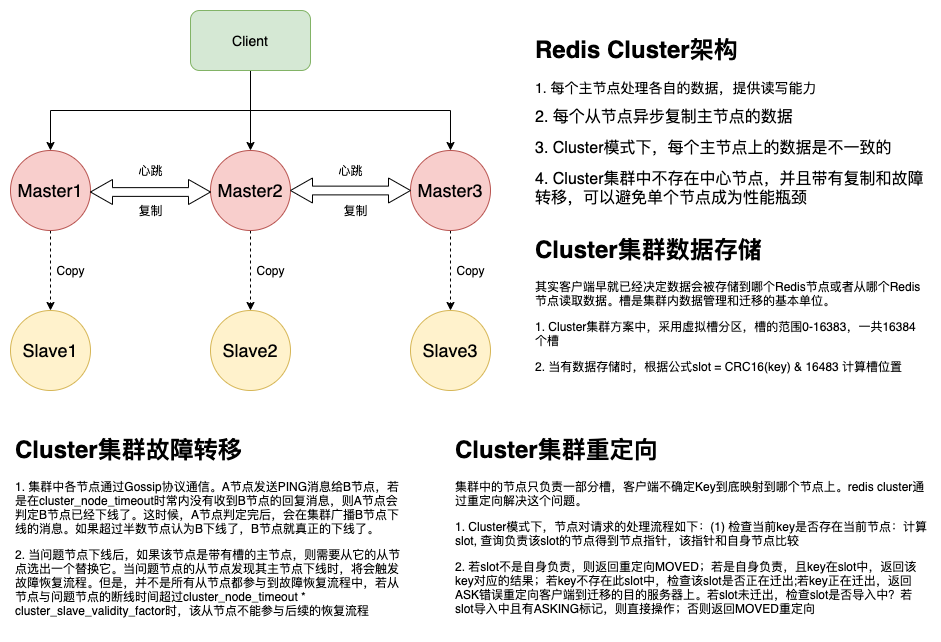 Client
Master1
心跳
复制
Master2
心跳
复制
Master3
Copy
Copy
Copy
Slave1
Slave2
Slave3
Redis Cluster架构
1. 每个主节点处理各自的数据，提供读写能力
2. 每个从节点异步复制主节点的数据
3. Cluster模式下，每个主节点上的数据是不一致的
4. Cluster集群中不存在中心节点，并且带有复制和故障
转移，可以避免单个节点成为性能瓶颈
Cluster集群数据存储
其实客户端早就已经决定数据会被存储到哪个Redis节点或者从哪个Redis
节点读取数据。槽是集群内数据管理和迁移的基本单位。
1. Cluster集群方案中，采用虚拟槽分区，槽的范围0-16383，一共16384
个槽
2. 当有数据存储时，根据公式slot = CRC16(key) & 16483 计算槽位置
Cluster集群故障转移
1. 集群中各节点通过Gossip协议通信。A节点发送PING消息给B节点，若
是在cluster_node_timeout时常内没有收到B节点的回复消息，则A节点会
判定B节点已经下线了。这时候，A节点判定完后，会在集群广播B节点下
线的消息。如果超过半数节点认为B下线了，B节点就真正的下线了。
2. 当问题节点下线后，如果该节点是带有槽的主节点，则需要从它的从节
点选出一个替换它。当问题节点的从节点发现其主节点下线时，将会触发
故障恢复流程。但是，并不是所有从节点都参与到故障恢复流程中，若从
节点与问题节点的断线时间超过cluster_node_timeout *
cluster_slave_validity_factor时，该从节点不能参与后续的恢复流程
Cluster集群重定向
集群中的节点只负责一部分槽，客户端不确定Key到底映射到哪个节点上。redis cluster通
过重定向解决这个问题。
1. Cluster模式下，节点对请求的处理流程如下：(1) 检查当前key是否存在当前节点：计算
slot, 查询负责该slot的节点得到节点指针，该指针和自身节点比较
2. 若slot不是自身负责，则返回重定向MOVED；若是自身负责，且key在slot中，返回该
key对应的结果；若key不存在此slot中，检查该slot是否正在迁出;若key正在迁出，返回
ASK错误重定向客户端到迁移的目的服务器上。若slot未迁出，检查slot是否导入中？若
slot导入中且有ASKING标记，则直接操作；否则返回MOVED重定向